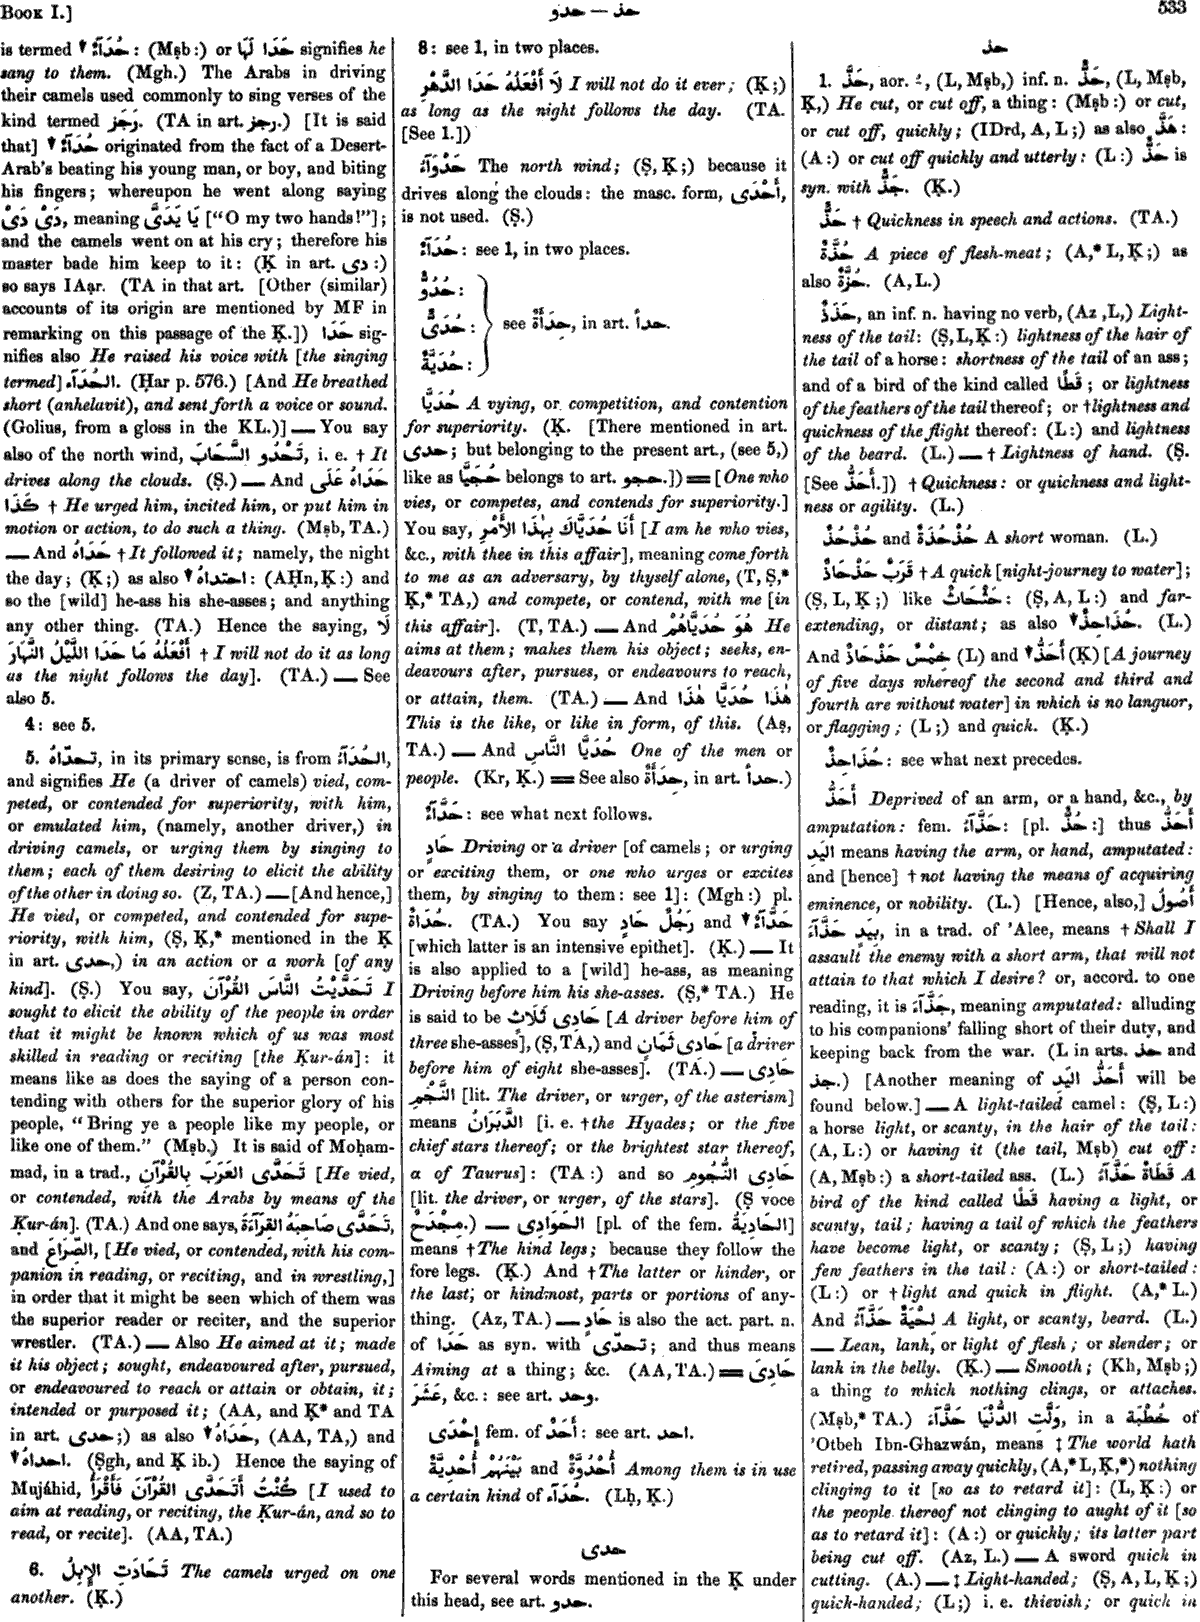 BOOK I.]
حذ — حدو
533
is termed ▼ حُدَآءٌ : (Mṣb:) or حَدَا لَهَا signifies he
sang to them. (Mgh.) The Arabs in driving
their camels used commonly to sing verses of the
kind termed رَجَز. (TA in art. رجز.) [It is said
that] ▼ حُدَآءٌ originated from the fact of a Desert-
Arab's beating his young man, or boy, and biting
his fingers; whereupon he went along saying
دَىْ دَىْ, meaning يَا يَدَىَّ ["O my two hands!"];
and the camels went on at his cry; therefore his
master bade him keep to it: (Ḳ in art. دى :)
so says IAạr. (TA in that art. [Other (similar)
accounts of its origin are mentioned by MF in
remarking on this passage of the Ḳ.]) حَدَا sig-
nifies also He raised his voice with [the singing
termed] الحُدَآء. (Ḥar p. 576.) [And He breathed
short (anhelavit), and sent forth a voice or sound.
(Golius, from a gloss in the KL.)] — You say
also of the north wind, تَحْدُو السَّحَابَ, i. e. † It
drives along the clouds. (Ṣ.) — And حَدَاهُ عَلَى
كَذَا † He urged him, incited him, or put him in
motion or action, to do such a thing. (Mṣb, TA.)
— And حَدَاهُ † It followed it; namely, the night
the day; (Ḳ;) as also ▼ احتداهُ : (AḤn, Ḳ:) and
so the [wild] he-ass his she-asses; and anything
any other thing. (TA.) Hence the saying, لَا
أَفْعَلُهُ مَا حَدَا اللَّيْلُ النَّهَارَ † I will not do it as long
as the night follows the day]. (TA.) — See
also 5.
4: see 5.
5. تحدّاهُ, in its primary sense, is from الحُدَآءُ,
and signifies He (a driver of camels) vied, com-
peted, or contended for superiority, with him,
or emulated him, (namely, another driver,) in
driving camels, or urging them by singing to
them; each of them desiring to elicit the ability
of the other in doing so. (Z, TA.) — [And hence,]
He vied, or competed, and contended for supe-
riority, with him, (Ṣ, Ḳ,* mentioned in the Ḳ
in art. حدى,) in an action or a work [of any
kind]. (Ṣ.) You say, تَحَدَّيْتُ النَّاسَ القُرْآنَ I
sought to elicit the ability of the people in order
that it might be known which of us was most
skilled in reading or reciting [the Ḳur-án]: it
means like as does the saying of a person con-
tending with others for the superior glory of his
people, "Bring ye a people like my people, or
like one of them." (Mṣb.) It is said of Moḥam-
mad, in a trad., تَحَدَّى العَرَبَ بِالقُرْآنِ [He vied,
or contended, with the Arabs by means of the
Ḳur-án]. (TA.) And one says, تَحَدَّى صَاحِبَهُ القِرَآءَةَ,
and الصِّرَاعَ, [He vied, or contended, with his com-
panion in reading, or reciting, and in wrestling,]
in order that it might be seen which of them was
the superior reader or reciter, and the superior
wrestler. (TA.) — Also He aimed at it; made
it his object; sought, endeavoured after, pursued,
or endeavoured to reach or attain or obtain, it;
intended or purposed it; (AA, and Ḳ* and TA
in art. حدى;) as also ▼ حَدَاهُ, (AA, TA,) and
▼ احداهُ. (Ṣgh, and Ḳ ib.) Hence the saying of
Mujáhid, كُنْتُ أَتَحَدَّى القُرْآنَ فَأَقْرَأُ [I used to
aim at reading, or reciting, the Ḳur-án, and so to
read, or recite]. (AA, TA.)
6. تَحَادَتِ الإِبِلُ The camels urged on one
another. (Ḳ.)
8: see 1, in two places.
لَا أَفْعَلُهُ حَدَا الدَّهْرِ I will not do it ever; (Ḳ;)
as long as the night follows the day. (TA.
[See 1.])
حَدْوَآءُ The north wind; (Ṣ, Ḳ;) because it
drives along the clouds: the masc. form, أَحْدَى,
is not used. (Ṣ.)
حُدَآءٌ : see 1, in two places.
حُدُوٌّ :
حُدَىٌّ : see حِدَأَةٌ, in art. حدأ.
حُدَيَّةٌ :
حُدَيَّا A vying, or competition, and contention
for superiority. (Ḳ. [There mentioned in art.
حدى; but belonging to the present art., (see 5,)
like as حُجَيَّا belongs to art. حجو.]) = [One who
vies, or competes, and contends for superiority.]
You say, أَنَا حُدَيَّاكَ بِهٰذَا الأَمْرِ [I am he who vies,
&c., with thee in this affair], meaning come forth
to me as an adversary, by thyself alone, (T, Ṣ,*
Ḳ,* TA,) and compete, or contend, with me [in
this affair]. (T, TA.) — And هُوَ حُدَيَّاهُمْ He
aims at them; makes them his object; seeks, en-
deavours after, pursues, or endeavours to reach,
or attain, them. (TA.) — And هٰذَا حُدَيَّا هٰذَا
This is the like, or like in form, of this. (Aṣ,
TA.) — And حُدَيَّا النَّاسِ One of the men or
people. (Kr, Ḳ.) = See also حِدَأَةٌ, in art. حدأ.)
حَدَّآءٌ : see what next follows.
حَادٍ Driving or a driver [of camels; or urging
or exciting them, or one who urges or excites
them, by singing to them: see 1]: (Mgh:) pl.
حُدَاةٌ. (TA.) You say رَجُلٌ حَادٍ and ▼ حَدَّآءٌ
[which latter is an intensive epithet]. (Ḳ.) — It
is also applied to a [wild] he-ass, as meaning
Driving before him his she-asses. (Ṣ,* TA.) He
is said to be حَادِى ثَلَاثٍ [A driver before him of
three she-asses], (Ṣ, TA,) and حَادِى ثَمَانٍ [a driver
before him of eight she-asses]. (TA.) — حَادِى
النَّجْمِ [lit. The driver, or urger, of the asterism]
means الدَّبَرَانُ [i. e. † the Hyades; or the five
chief stars thereof; or the brightest star thereof,
α of Taurus]: (TA:) and so حَادِى النُّجُومِ
[lit. the driver, or urger, of the stars]. (Ṣ voce
مِجْدَحٌ.) — الحَوَادِى [pl. of the fem. الحَادِيَةُ]
means † The hind legs; because they follow the
fore legs. (Ḳ.) And † The latter or hinder, or
the last, or hindmost, parts or portions of any-
thing. (Az, TA.) — حَادٍ is also the act. part. n.
of حَدَا as syn. with تحدّى; and thus means
Aiming at a thing; &c. (AA, TA.) = حَادِىَ
عَشَرَ, &c.: see art. وحد.
إِحْدَى fem. of أَحَدٌ : see art. احد.
بَيْنَهُمْ أُحْدِيَّةٌ and أُحْدُوَّةٌ Among them is in use
a certain kind of حُدَآء. (Lḥ, Ḳ.)
حدى
For several words mentioned in the Ḳ under
this head, see art. حدو.
حذ
1. حَذَّ, aor. ـُ, (L, Mṣb,) inf. n. حَذٌّ, (L, Mṣb,
Ḳ,) He cut, or cut off, a thing: (Mṣb:) or cut,
or cut off, quickly; (IDrd, A, L;) as also هَذَّ :
(A:) or cut off quickly and utterly: (L:) حَذٌّ is
syn. with جَذٌّ. (Ḳ.)
حَذٌّ † Quickness in speech and actions. (TA.)
حُذَّةٌ A piece of flesh-meat; (A,* L, Ḳ;) as
also حُزَّةٌ. (A, L.)
حَذَذٌ, an inf. n. having no verb, (Az, L,) Light-
ness of the tail: (Ṣ, L, Ḳ:) lightness of the hair of
the tail of a horse: shortness of the tail of an ass;
and of a bird of the kind called قَطًا; or lightness
of the feathers of the tail thereof; or † lightness and
quickness of the flight thereof: (L:) and lightness
of the beard. (L.) — † Lightness of hand. (Ṣ.
[See أَحَذُّ.]) † Quickness: or quickness and light-
ness or agility. (L.)
حُذْحُذٌ and حُذْحُذَةٌ A short woman. (L.)
قَرَبٌ حَذْحَاذٌ † A quick [night-journey to water];
(Ṣ, L, Ḳ;) like حَثْحَاثٌ : (Ṣ, A, L:) and far-
extending, or distant; as also ▼ حُذَاحِذٌ. (L.)
And خِمْسٌ حَذْحَاذٌ (L) and ▼ أَحَذُّ (Ḳ) [A journey
of five days whereof the second and third and
fourth are without water] in which is no languor,
or flagging; (L;) and quick. (Ḳ.)
حُذَاحِذٌ : see what next precedes.
أَحَذُّ Deprived of an arm, or a hand, &c., by
amputation: fem. حَذَّآءُ : [pl. حُذٌّ :] thus أَحَذُّ
اليَدِ means having the arm, or hand, amputated:
and [hence] † not having the means of acquiring
eminence, or nobility. (L.) [Hence, also,] أَصُولُ
بِيَدٍ حَذَّآءَ, in a trad. of 'Alee, means † Shall I
assault the enemy with a short arm, that will not
attain to that which I desire? or, accord. to one
reading, it is جَذَّآءَ, meaning amputated: alluding
to his companions' falling short of their duty, and
keeping back from the war. (L in arts. حذ and
جذ.) [Another meaning of أَحَذُّ اليَدِ will be
found below.] — A light-tailed camel: (Ṣ, L:)
a horse light, or scanty, in the hair of the tail:
(A, L:) or having it (the tail, Mṣb) cut off:
(A, Mṣb:) a short-tailed ass. (L.) قَطَاةٌ حَذَّآءُ A
bird of the kind called قَطًا having a light, or
scanty, tail; having a tail of which the feathers
have become light, or scanty; (Ṣ, L;) having
few feathers in the tail: (A:) or short-tailed:
(L:) or † light and quick in flight. (A,* L.)
And لِحْيَةٌ حَذَّآءُ A light, or scanty, beard. (L.)
— Lean, lank, or light of flesh; or slender; or
lank in the belly. (Ḳ.) — Smooth; (Kh, Mṣb;)
a thing to which nothing clings, or attaches.
(Mṣb,* TA.) وَلَّتِ الدُّنْيَا حَذَّآءَ, in a خُطْبَة of
'Otbeh Ibn-Ghazwán, means ‡ The world hath
retired, passing away quickly, (A,* L, Ḳ,*) nothing
clinging to it [so as to retard it]: (L, Ḳ:) or
the people thereof not clinging to aught of it [so
as to retard it]: (A:) or quickly; its latter part
being cut off. (Az, L.) — A sword quick in
cutting. (A.) — ‡ Light-handed; (Ṣ, A, L, Ḳ;)
quick-handed; (L;) i. e. thievish; or quick in